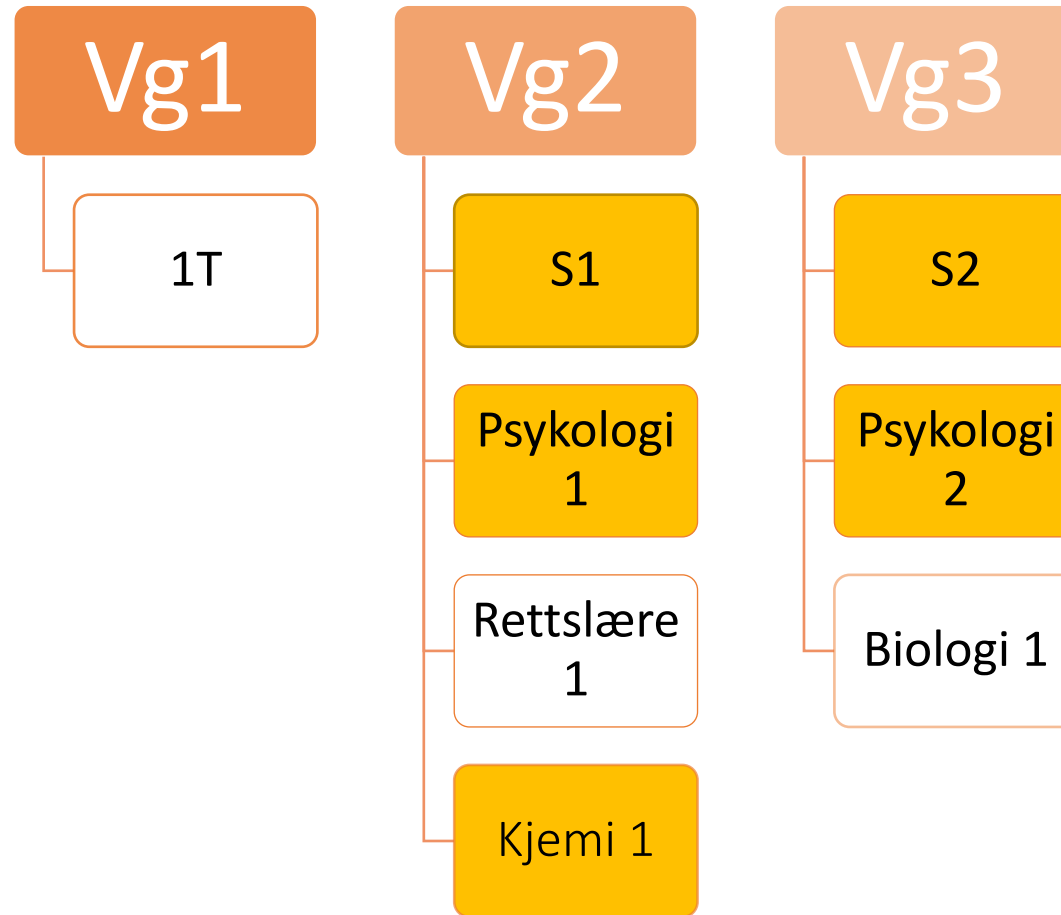 Vg1
1T
Vg2
S1
Psykologi
1
Rettslære
1
Kjemi 1
Vg3
S2
Psykologi
2
Biologi 1